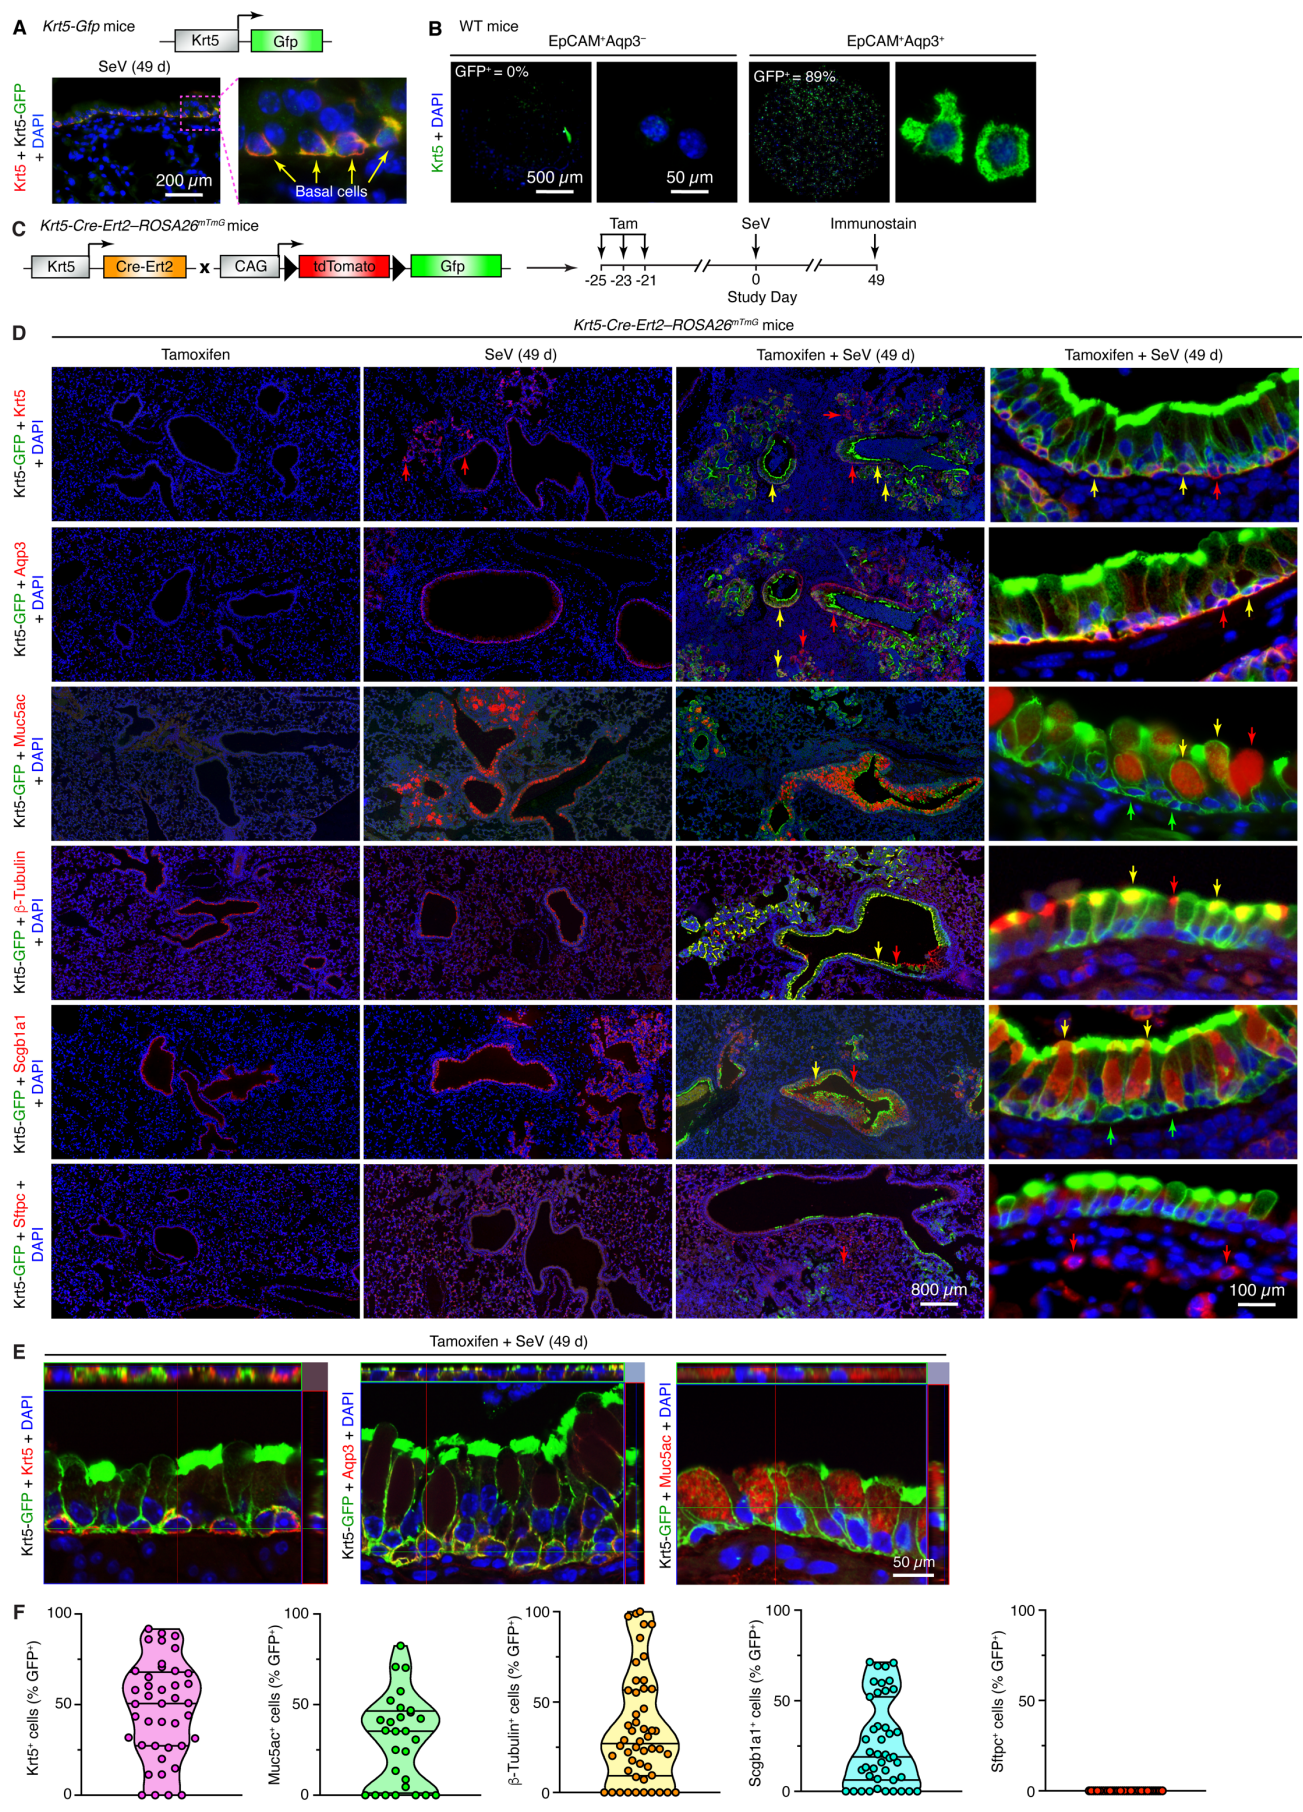 A
Krt5-Gfp mice
Krt5
Gfp
SeV (49 d)
Krt5 + Krt5-GFP
+ DAPI
200 µm
Basal cells
B
WT mice
EpCAM⁺Aqp3⁻
EpCAM⁺Aqp3⁺
Krt5 + DAPI
GFP⁺ = 0%
500 µm
50 µm
GFP⁺ = 89%
C
Krt5-Cre-Ert2–ROSA26ᵐᵀᵐᴳ mice
Krt5
Cre-Ert2
x
CAG
tdTomato
Gfp
Tam
SeV
Immunostain
-25 -23 -21
0
49
Study Day
D
Krt5-Cre-Ert2–ROSA26ᵐᵀᵐᴳ mice
Tamoxifen
SeV (49 d)
Tamoxifen + SeV (49 d)
Tamoxifen + SeV (49 d)
Krt5-GFP + Krt5
+ DAPI
Krt5-GFP + Aqp3
+ DAPI
Krt5-GFP + Muc5ac
+ DAPI
Krt5-GFP + β-Tubulin
+ DAPI
Krt5-GFP + Scgb1a1
+ DAPI
Krt5-GFP + Sftpc +
DAPI
800 µm
100 µm
E
Tamoxifen + SeV (49 d)
Krt5-GFP + Krt5 + DAPI
Krt5-GFP + Aqp3 + DAPI
Krt5-GFP + Muc5ac + DAPI
50 µm
F
Krt5⁺ cells (% GFP⁺)
100
50
0
Muc5ac⁺ cells (% GFP⁺)
100
50
0
β-Tubulin⁺ cells (% GFP⁺)
100
50
0
Scgb1a1⁺ cells (% GFP⁺)
100
50
0
Sftpc⁺ cells (% GFP⁺)
100
50
0